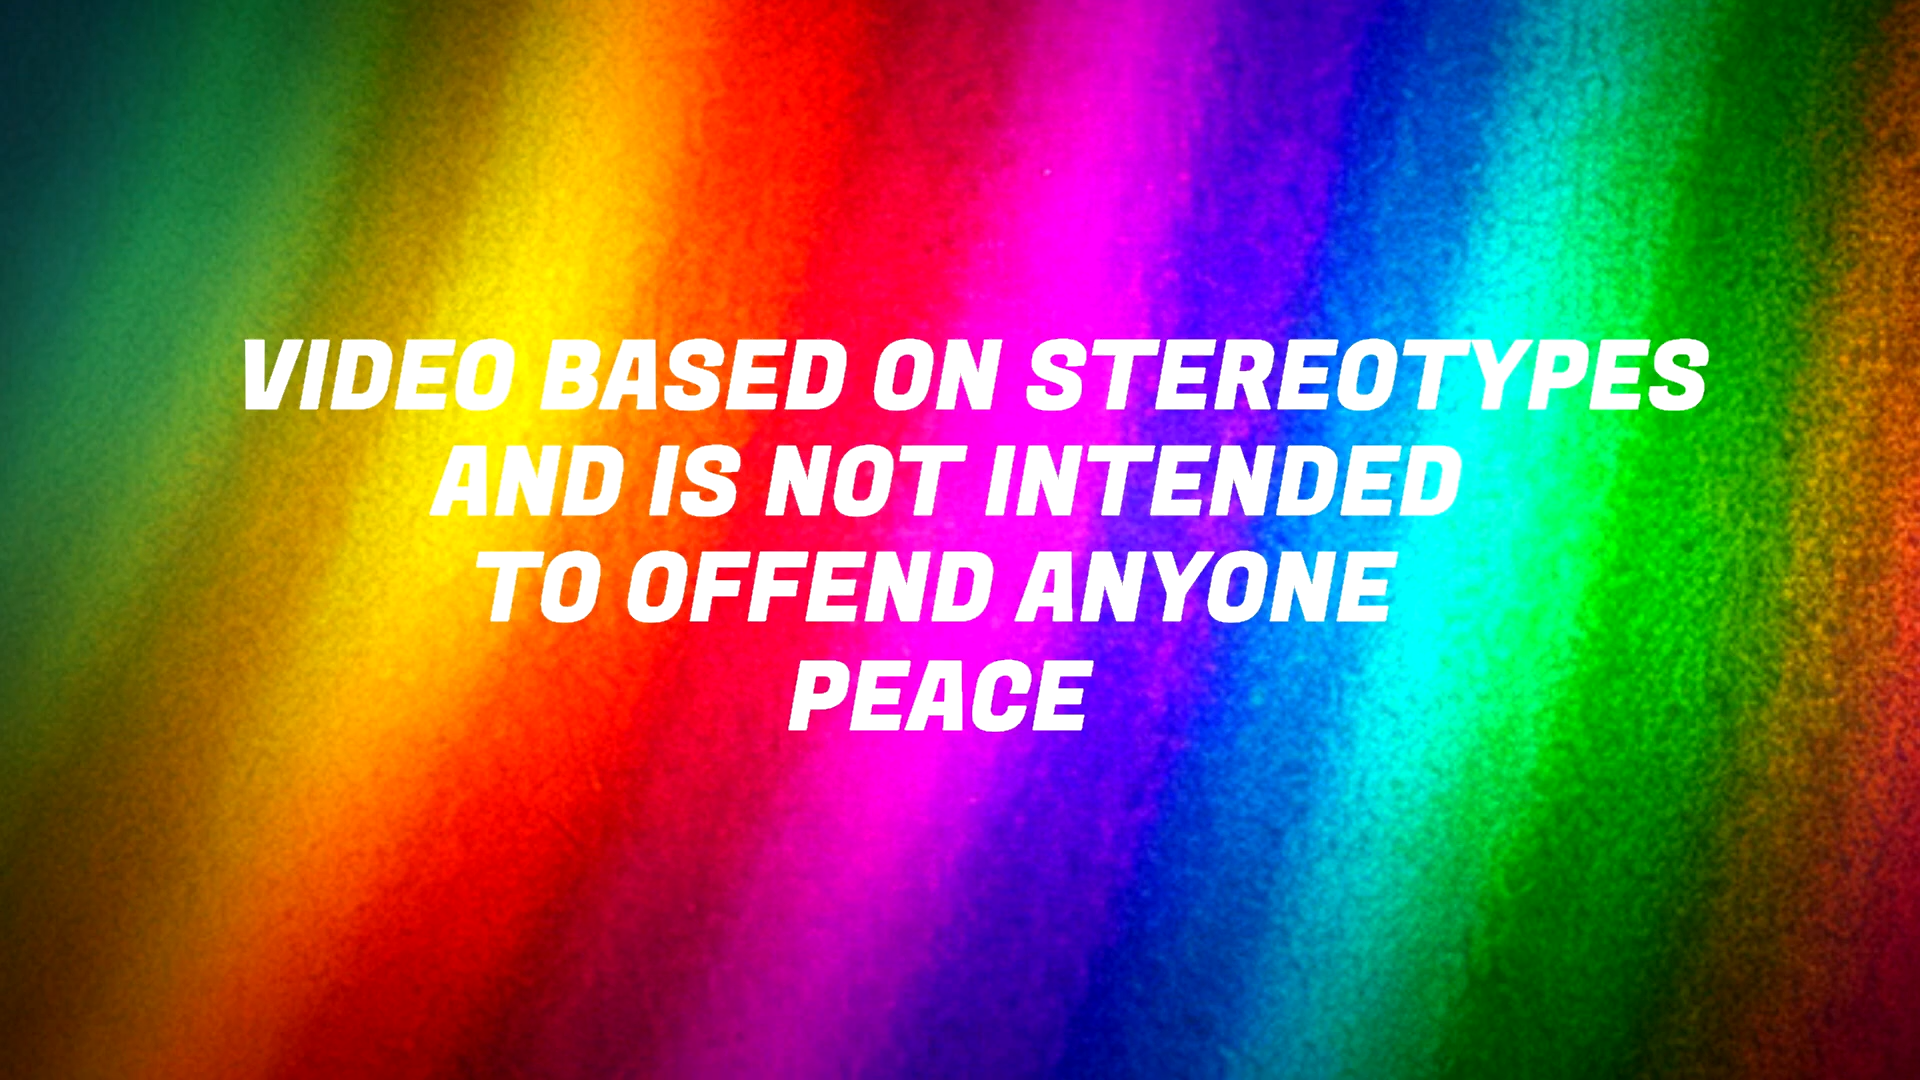 VIDEO BASED ON STEREOTYPES
AND IS NOT INTENDED
TO OFFEND ANYONE
PEACE